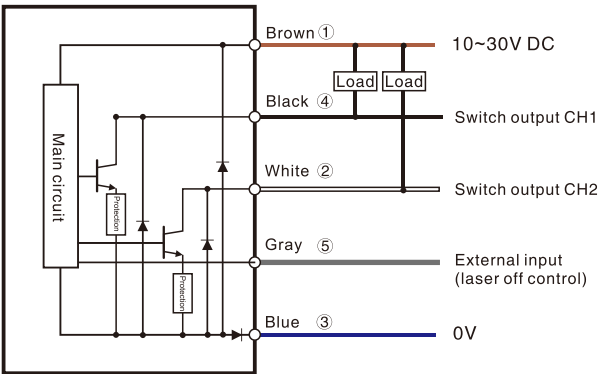 Brown ①
10~30V DC
Load
Load
Black ④
Switch output CH1
Main circuit
Protection
White ②
Switch output CH2
Gray ⑤
External input
(laser off control)
Protection
Blue ③
0V